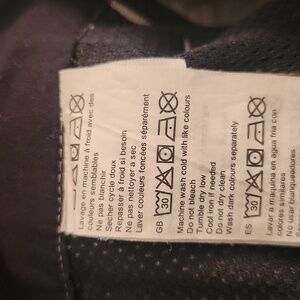 Lavage en machine à froid avec des
couleurs semblables
Ne pas blanchir
Sécher cycle doux
Repasser à froid si besoin
Ne pas nettoyer a sec
Laver couleurs foncées séparément
GB 30
Machine wash cold with like colours
Do not bleach
Tumble dry low
Cool iron if needed
Do not dry clean
Wash dark colours separately
ES 30
Lavar a maquina en agua fria con
colores similares
No usar blanqueadores